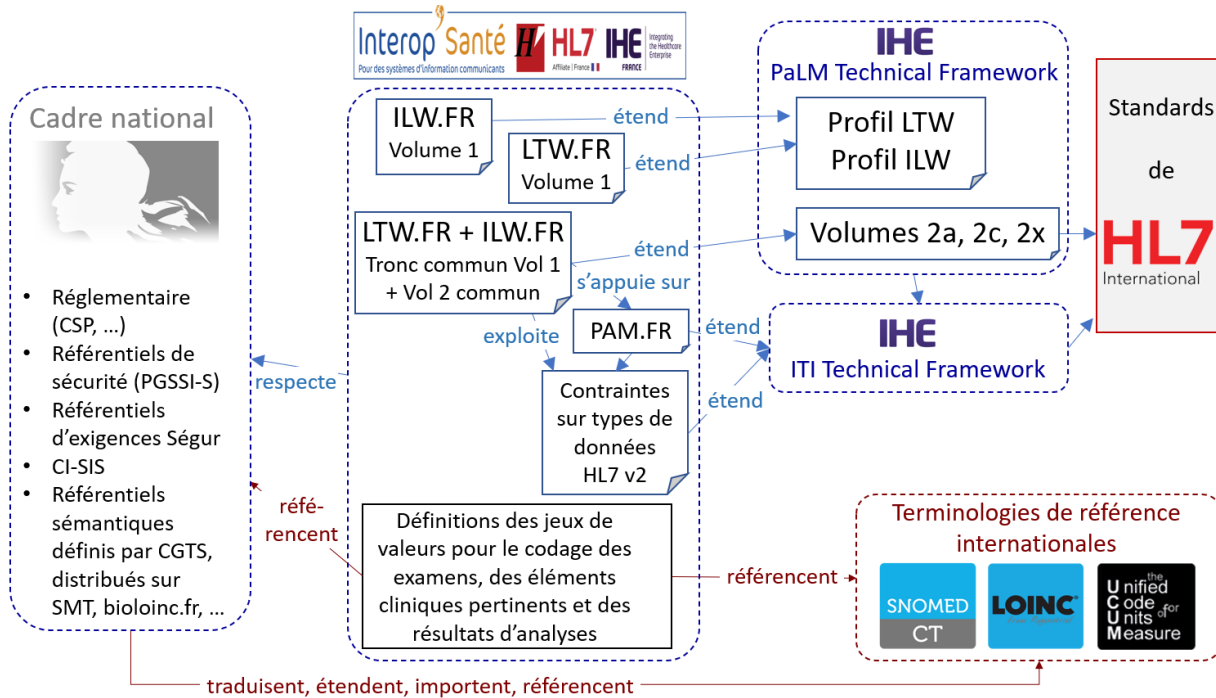 Interop'Santé
Pour des systèmes d'information communicants
H
HL7
Affiliate | France
IHE
FRANCE
Integrating
the Healthcare
Enterprise
Cadre national
• Réglementaire
(CSP, ...)
• Référentiels de
sécurité (PGSSI-S)
• Référentiels
d'exigences Ségur
• CI-SIS
• Référentiels
sémantiques
définis par CGTS,
distribués sur
SMT, bioloinc.fr, ...
respecte
réfé-
rencent
ILW.FR
Volume 1
LTW.FR
Volume 1
LTW.FR + ILW.FR
Tronc commun Vol 1
+ Vol 2 commun
exploite
s'appuie sur
PAM.FR
Contraintes
sur types de
données
HL7 v2
Définitions des jeux de
valeurs pour le codage des
examens, des éléments
cliniques pertinents et des
résultats d'analyses
étend
étend
étend
étend
étend
référencent
IHE
PaLM Technical Framework
Profil LTW
Profil ILW
Volumes 2a, 2c, 2x
IHE
ITI Technical Framework
Standards
de
HL7
International
Terminologies de référence
internationales
SNOMED
CT
LOINC
the
Unified
Code of for
Units
Measure
traduisent, étendent, importent, référencent